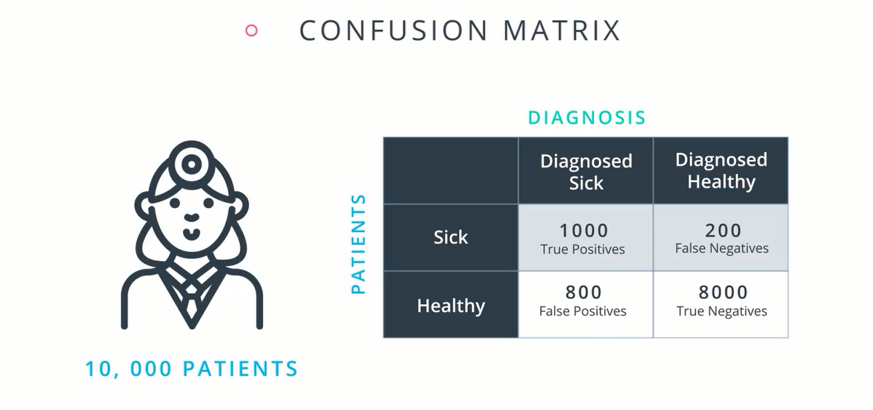 CONFUSION MATRIX
DIAGNOSIS
Diagnosed
Sick
Diagnosed
Healthy
PATIENTS
Sick
1000
True Positives
200
False Negatives
Healthy
800
False Positives
8000
True Negatives
10, 000 PATIENTS